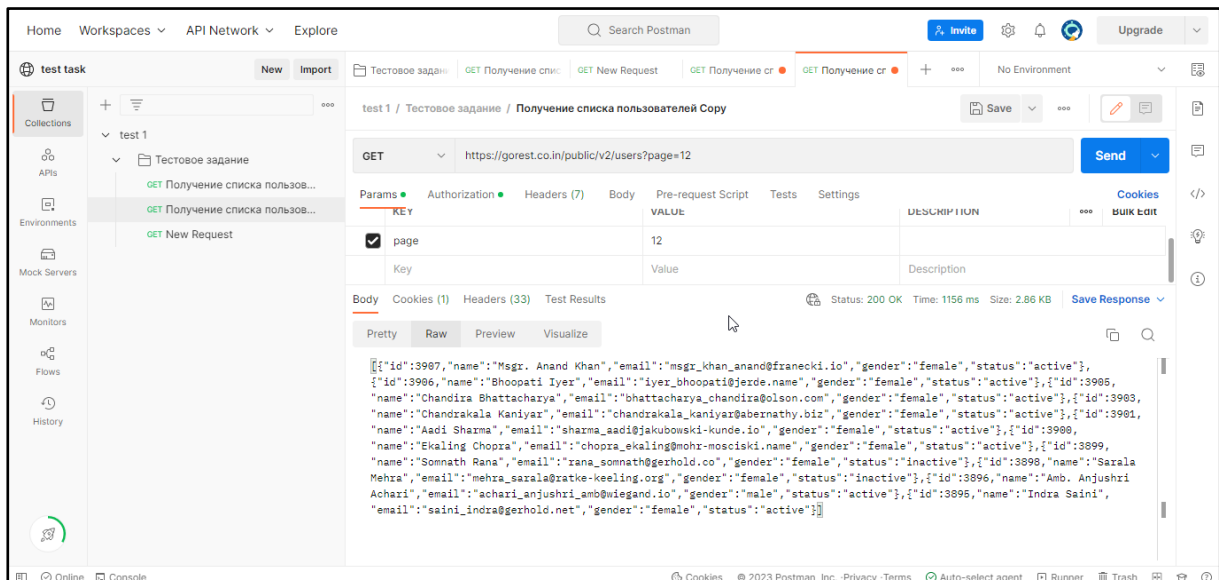 Home Workspaces API Network Explore Search Postman Invite Upgrade
test task New Import Тестовое задан GET Получение спис GET New Request GET Получение сг GET Получение сг No Environment
Collections
APIs
Environments
Mock Servers
Monitors
Flows
History
test 1
Тестовое задание
GET Получение списка пользов...
GET Получение списка пользов...
GET New Request
test 1 / Тестовое задание / Получение списка пользователей Copy Save
GET https://gorest.co.in/public/v2/users?page=12 Send
Params Authorization Headers (7) Body Pre-request Script Tests Settings Cookies
KEY VALUE DESCRIPTION Bulk Edit
page 12
Key Value Description
Body Cookies (1) Headers (33) Test Results Status: 200 OK Time: 1156 ms Size: 2.86 KB Save Response
Pretty Raw Preview Visualize
[{"id":3907,"name":"Msgr. Anand Khan","email":"msgr_khan_anand@franecki.io","gender":"female","status":"active"},
{"id":3906,"name":"Bhoopati Iyer","email":"iyer_bhoopati@jerde.name","gender":"female","status":"active"},{"id":3905,
"name":"Chandira Bhattacharya","email":"bhattacharya_chandira@olson.com","gender":"female","status":"active"},{"id":3903,
"name":"Chandrakala Kaniyar","email":"chandrakala_kaniyar@abernathy.biz","gender":"female","status":"active"},{"id":3901,
"name":"Aadi Sharma","email":"sharma_aadi@jakubowski-kunde.io","gender":"female","status":"active"},{"id":3900,
"name":"Ekaling Chopra","email":"chopra_ekaling@mohr-mosciski.name","gender":"female","status":"active"},{"id":3899,
"name":"Somnath Rana","email":"rana_somnath@gerhold.co","gender":"female","status":"inactive"},{"id":3898,"name":"Sarala
Mehra","email":"mehra_sarala@ratke-keeling.org","gender":"female","status":"inactive"},{"id":3896,"name":"Amb. Anjushri
Achari","email":"achari_anjushri_amb@wiegand.io","gender":"male","status":"active"},{"id":3895,"name":"Indra Saini",
"email":"saini_indra@gerhold.net","gender":"female","status":"active"}]
Online Console Cookies © 2023 Postman, Inc. · Privacy · Terms Auto-select agent Runner Trash